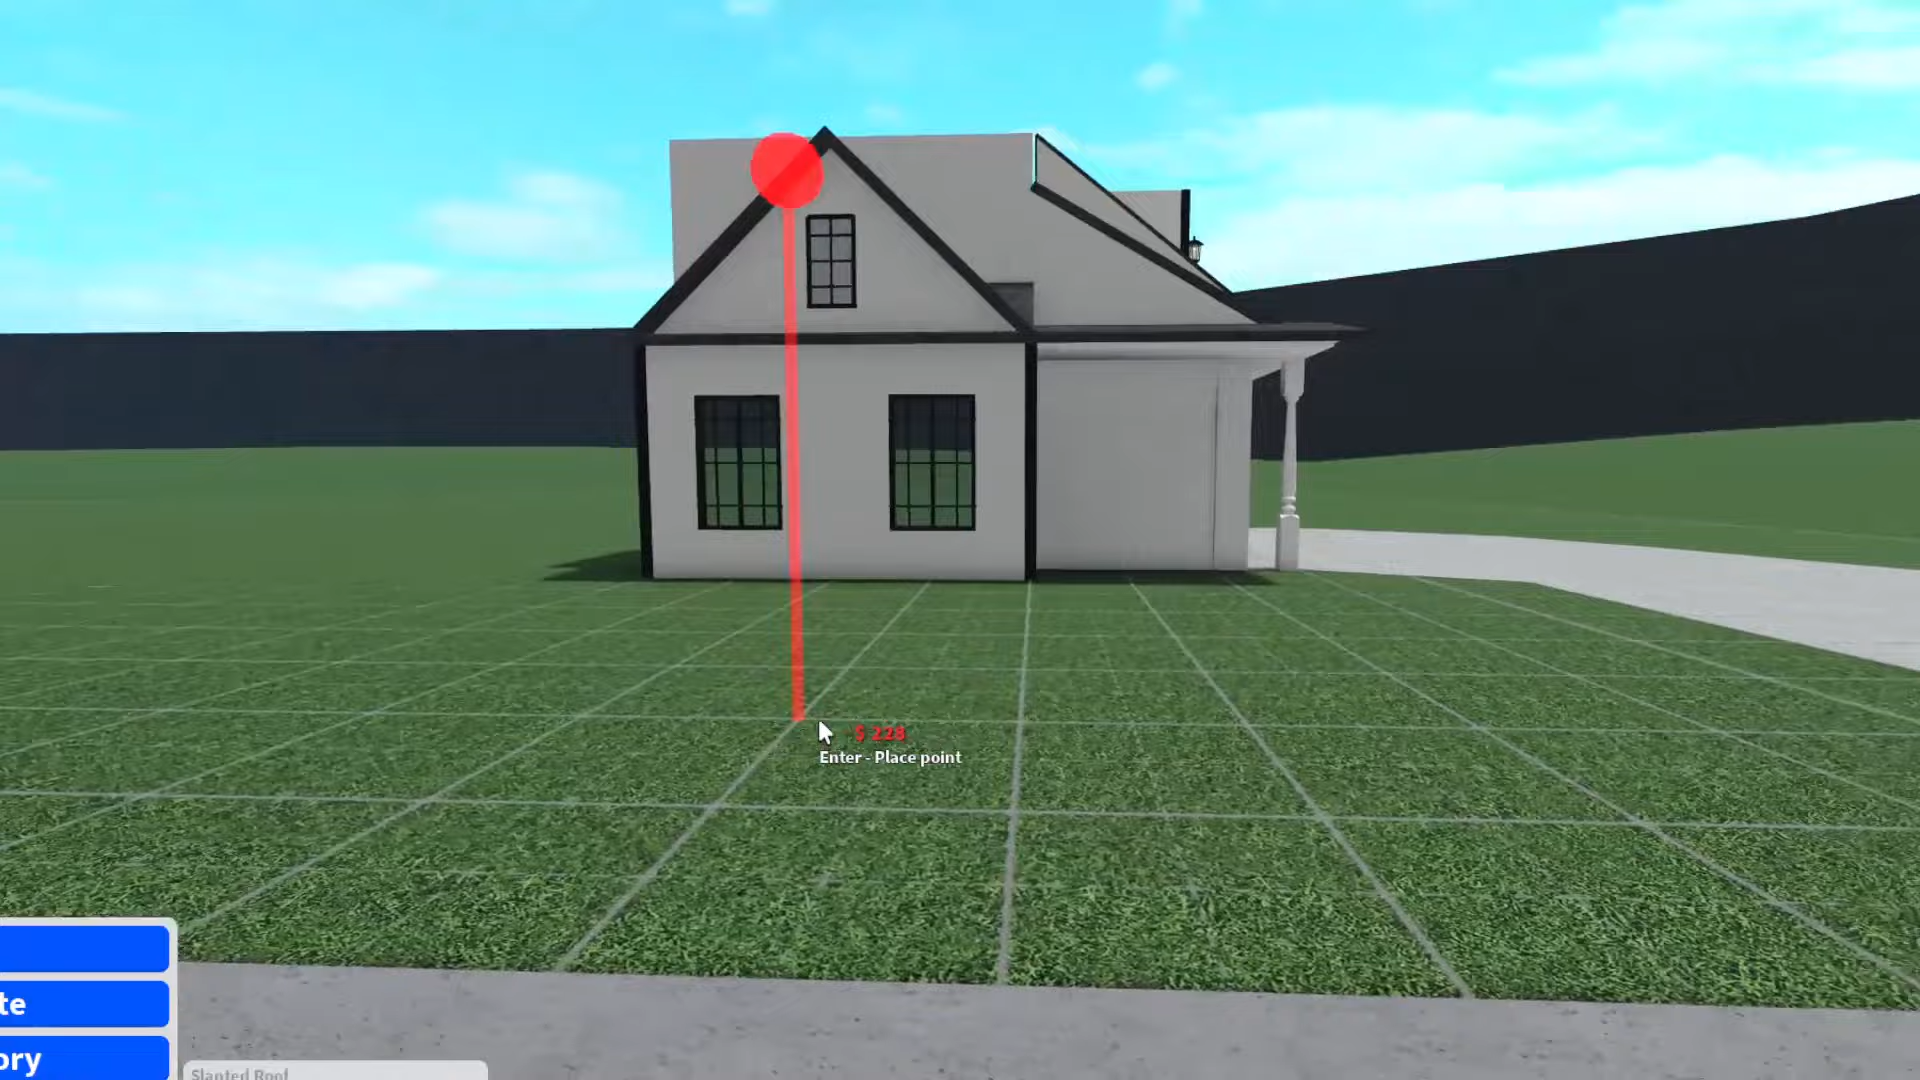 -$ 228
Enter - Place point
te
ory
Slanted Roof